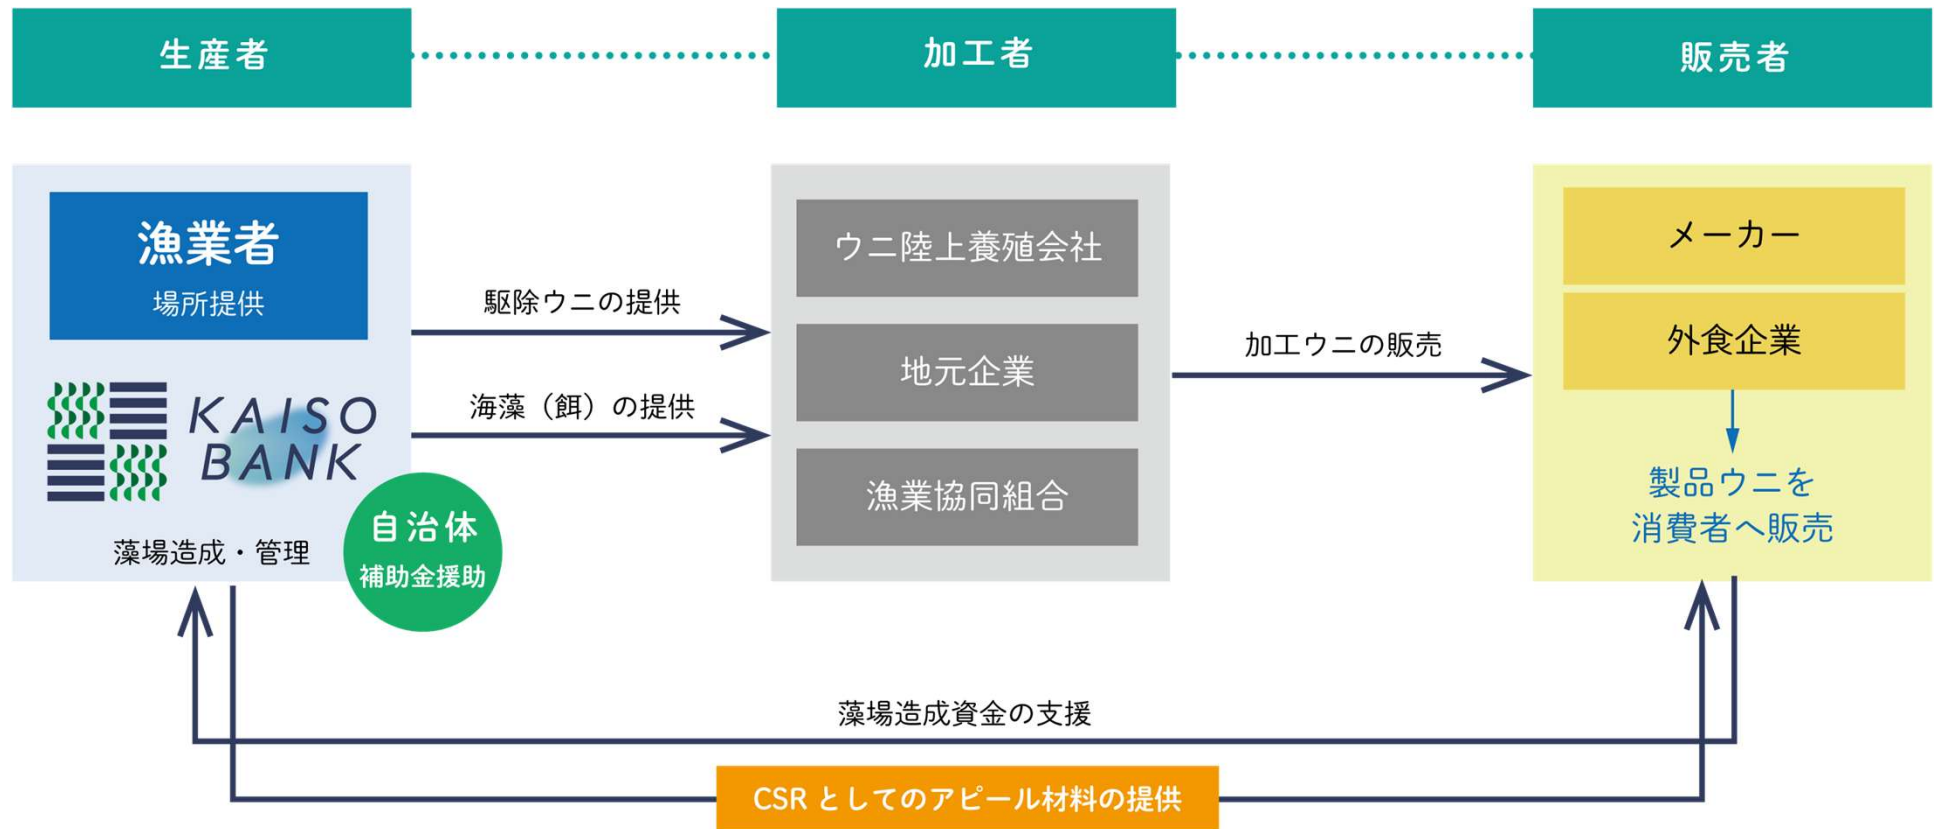 生産者
加工者
販売者
漁業者
場所提供
KAISO
BANK
藻場造成・管理
自治体
補助金援助
駆除ウニの提供
海藻（餌）の提供
ウニ陸上養殖会社
地元企業
漁業協同組合
加工ウニの販売
メーカー
外食企業
製品ウニを
消費者へ販売
藻場造成資金の支援
CSR としてのアピール材料の提供